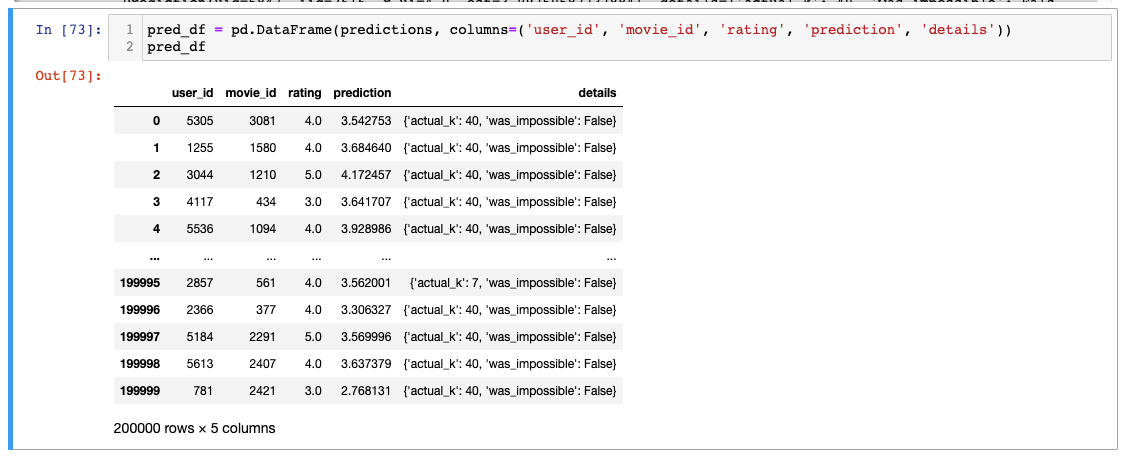 In [73]:
1 pred_df = pd.DataFrame(predictions, columns=('user_id', 'movie_id', 'rating', 'prediction', 'details'))
2 pred_df
Out[73]:
user_id movie_id rating prediction details
0 5305 3081 4.0 3.542753 {'actual_k': 40, 'was_impossible': False}
1 1255 1580 4.0 3.684640 {'actual_k': 40, 'was_impossible': False}
2 3044 1210 5.0 4.172457 {'actual_k': 40, 'was_impossible': False}
3 4117 434 3.0 3.641707 {'actual_k': 40, 'was_impossible': False}
4 5536 1094 4.0 3.928986 {'actual_k': 40, 'was_impossible': False}
... ... ... ... ... ...
199995 2857 561 4.0 3.562001 {'actual_k': 7, 'was_impossible': False}
199996 2366 377 4.0 3.306327 {'actual_k': 40, 'was_impossible': False}
199997 5184 2291 5.0 3.569996 {'actual_k': 40, 'was_impossible': False}
199998 5613 2407 4.0 3.637379 {'actual_k': 40, 'was_impossible': False}
199999 781 2421 3.0 2.768131 {'actual_k': 40, 'was_impossible': False}
200000 rows × 5 columns